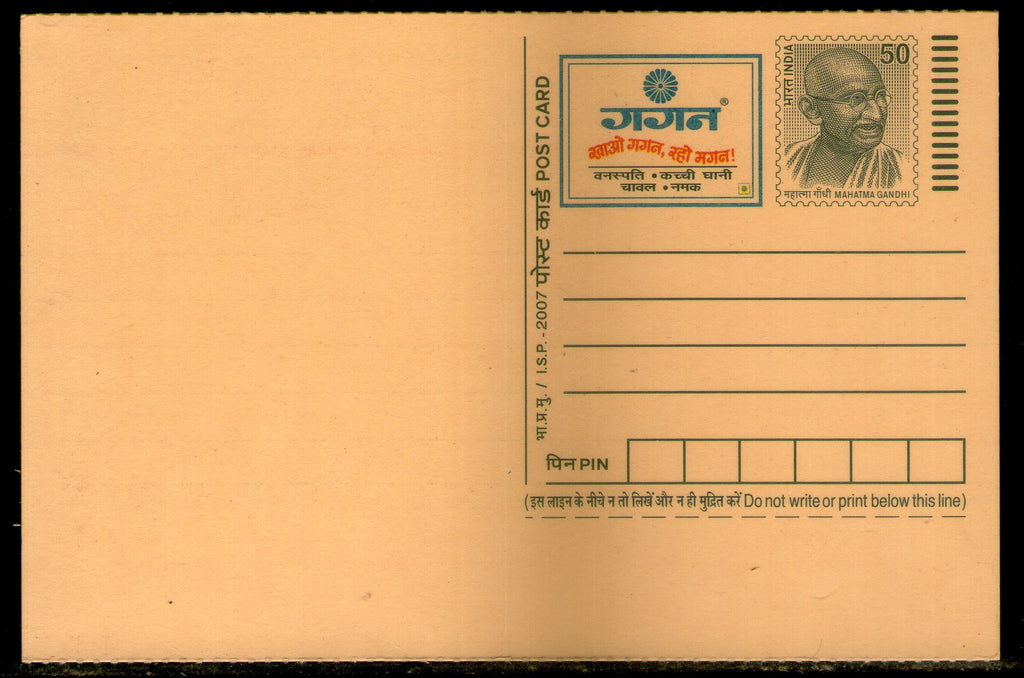 भा.प्र.मु. / I.S.P. - 2007 पोस्ट कार्ड POST CARD
गगन®
खाओ गगन, रहो मगन!
वनस्पति • कच्ची घानी
चावल • नमक
भारत INDIA
50
महात्मा गाँधी MAHATMA GANDHI
पिन PIN
(इस लाइन के नीचे न तो लिखें और न ही मुद्रित करें Do not write or print below this line)